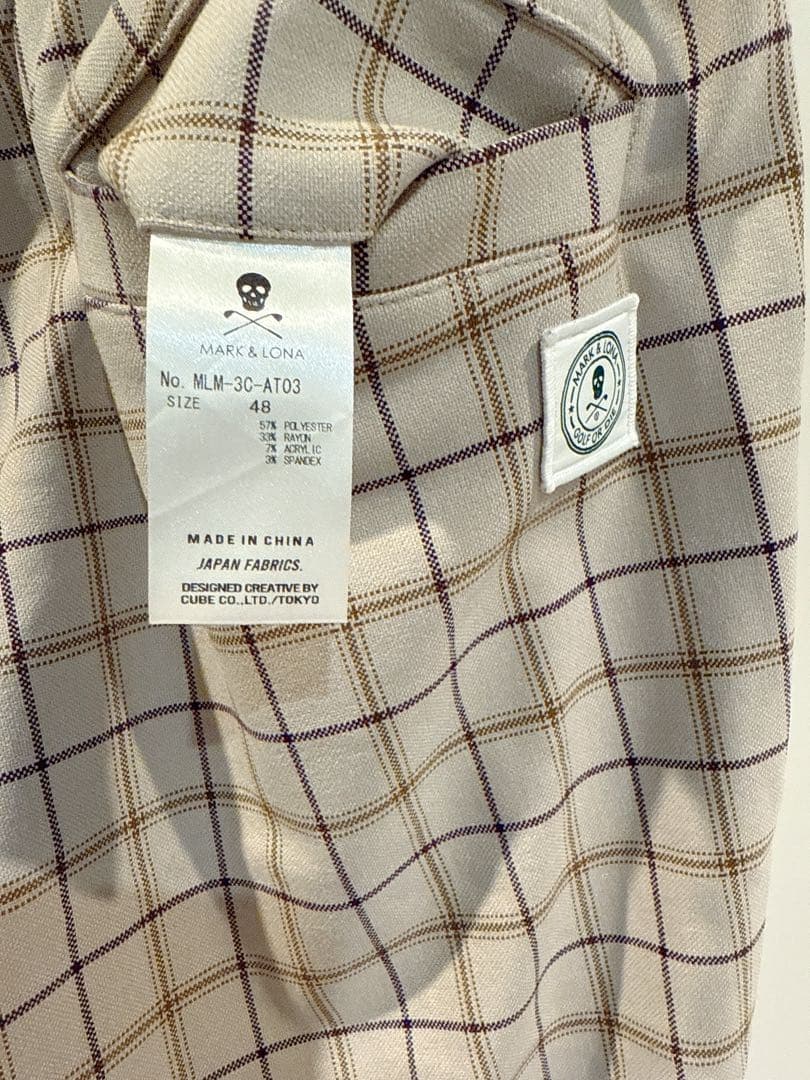 MARK & LONA
No. MLM-3C-AT03
SIZE 48
57% POLYESTER
33% RAYON
7% ACRYLIC
3% SPANDEX
MADE IN CHINA
JAPAN FABRICS.
DESIGNED CREATIVE BY
CUBE CO.,LTD./TOKYO
MARK & LONA
GOLF OR DIE